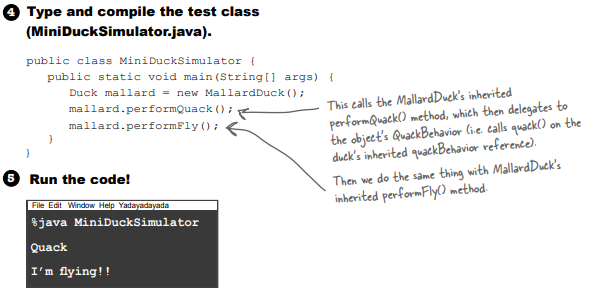 4 Type and compile the test class
(MiniDuckSimulator.java).
public class MiniDuckSimulator {
public static void main(String[] args) {
Duck mallard = new MallardDuck();
mallard.performQuack();
mallard.performFly();
}
}
This calls the MallardDuck's inherited
performQuack() method, which then delegates to
the object's QuackBehavior (i.e. calls quack() on the
duck's inherited quackBehavior reference).
Then we do the same thing with MallardDuck's
inherited performFly() method.
5 Run the code!
File Edit Window Help Yadayadayada
%java MiniDuckSimulator
Quack
I'm flying!!